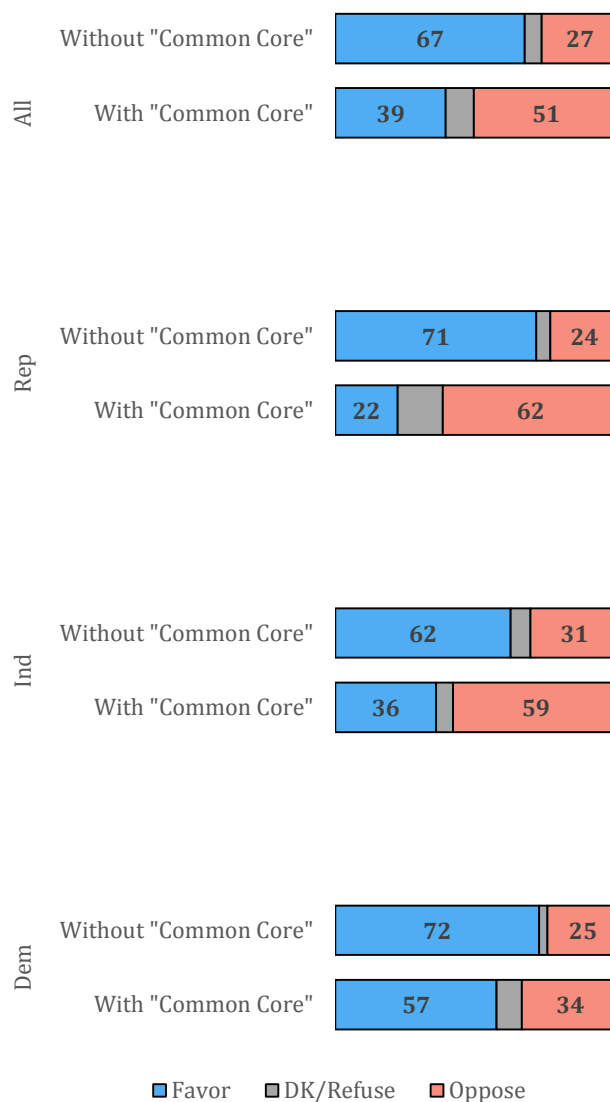 Without "Common Core" 67 27
All
With "Common Core" 39 51
Without "Common Core" 71 24
Rep
With "Common Core" 22 62
Without "Common Core" 62 31
Ind
With "Common Core" 36 59
Without "Common Core" 72 25
Dem
With "Common Core" 57 34
Favor DK/Refuse Oppose